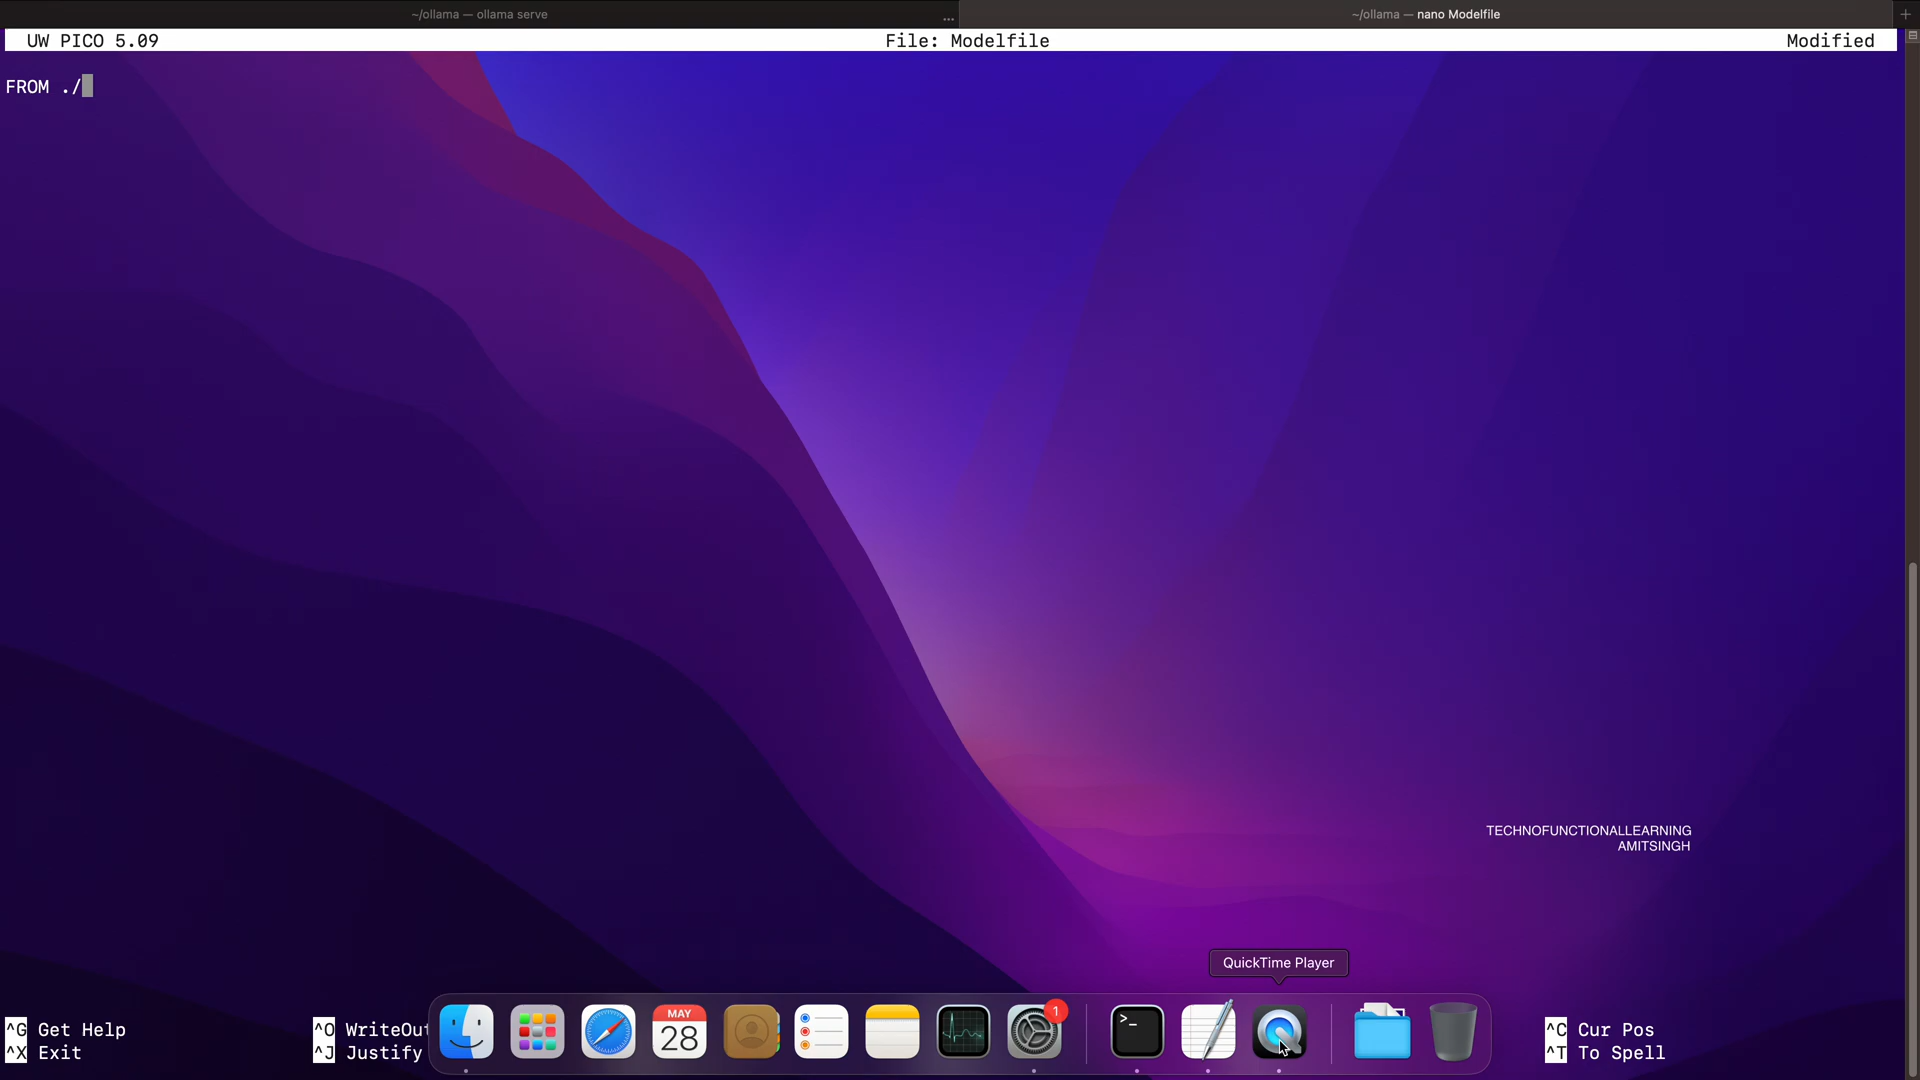 ~/ollama — ollama serve
...
~/ollama — nano Modelfile
+
UW PICO 5.09
File: Modelfile
Modified
FROM ./
TECHNOFUNCTIONALLEARNING
AMITSINGH
QuickTime Player
MAY
28
1
>_
^G Get Help
^O WriteOut
^C Cur Pos
^X Exit
^J Justify
^T To Spell